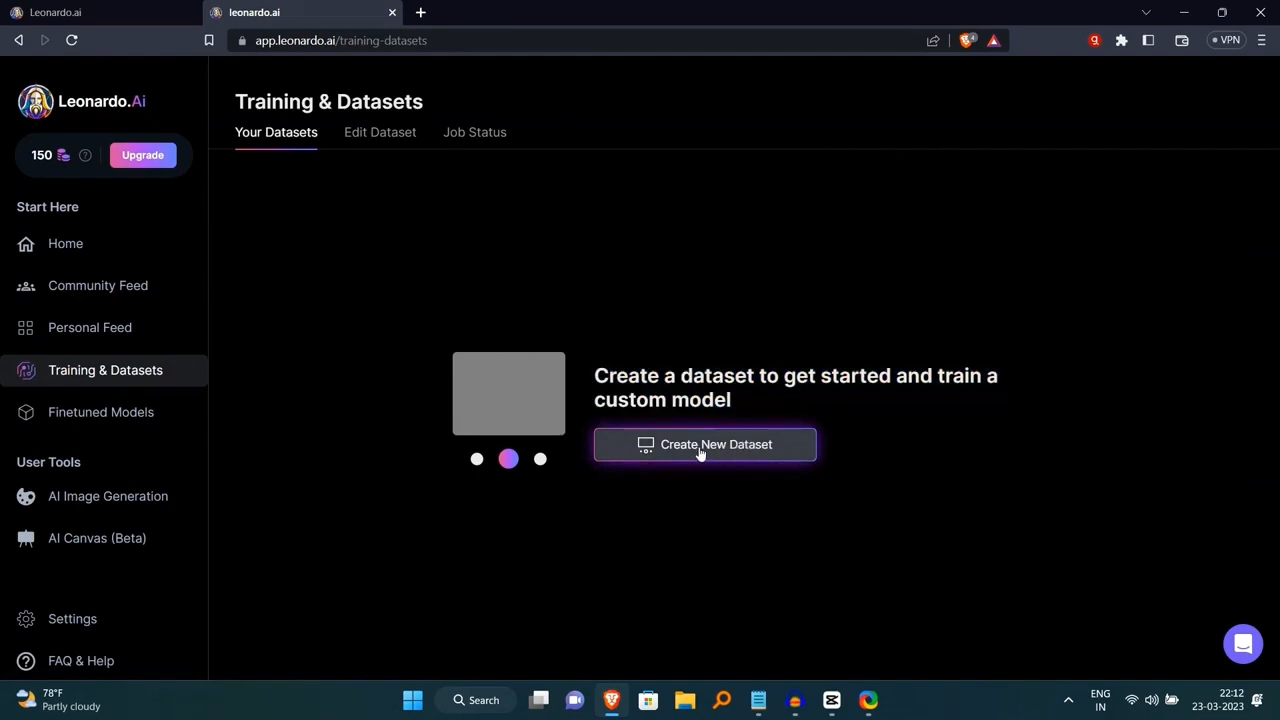 Leonardo.ai
leonardo.ai
app.leonardo.ai/training-datasets
4
VPN
Leonardo.Ai
150
Upgrade
Start Here
Home
Community Feed
Personal Feed
Training & Datasets
Finetuned Models
User Tools
AI Image Generation
AI Canvas (Beta)
Settings
FAQ & Help
Training & Datasets
Your Datasets
Edit Dataset
Job Status
Create a dataset to get started and train a
custom model
Create New Dataset
78°F
Partly cloudy
Search
ENG
IN
22:12
23-03-2023